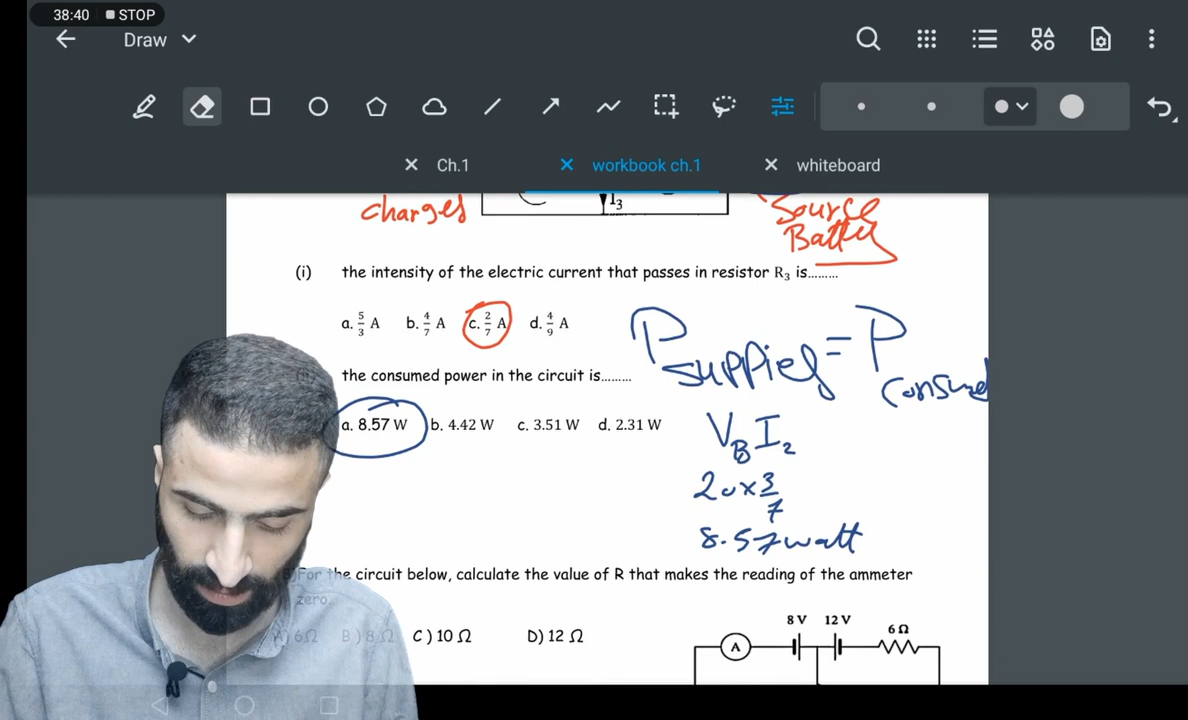 38:40 STOP
Draw
Ch.1
workbook ch.1
whiteboard
charges
I₃
Source
Battery
(i) the intensity of the electric current that passes in resistor R₃ is.........
a. 5/3 A b. 4/7 A c. 2/7 A d. 4/9 A
the consumed power in the circuit is.........
a. 8.57 W b. 4.42 W c. 3.51 W d. 2.31 W
P supplied = P consumed
V_B I₂
20 × 3/7
8.57 watt
For the circuit below, calculate the value of R that makes the reading of the ammeter
zero.
A) 6 Ω B ) 8 Ω C ) 10 Ω D) 12 Ω
8 V 12 V
6 Ω
A